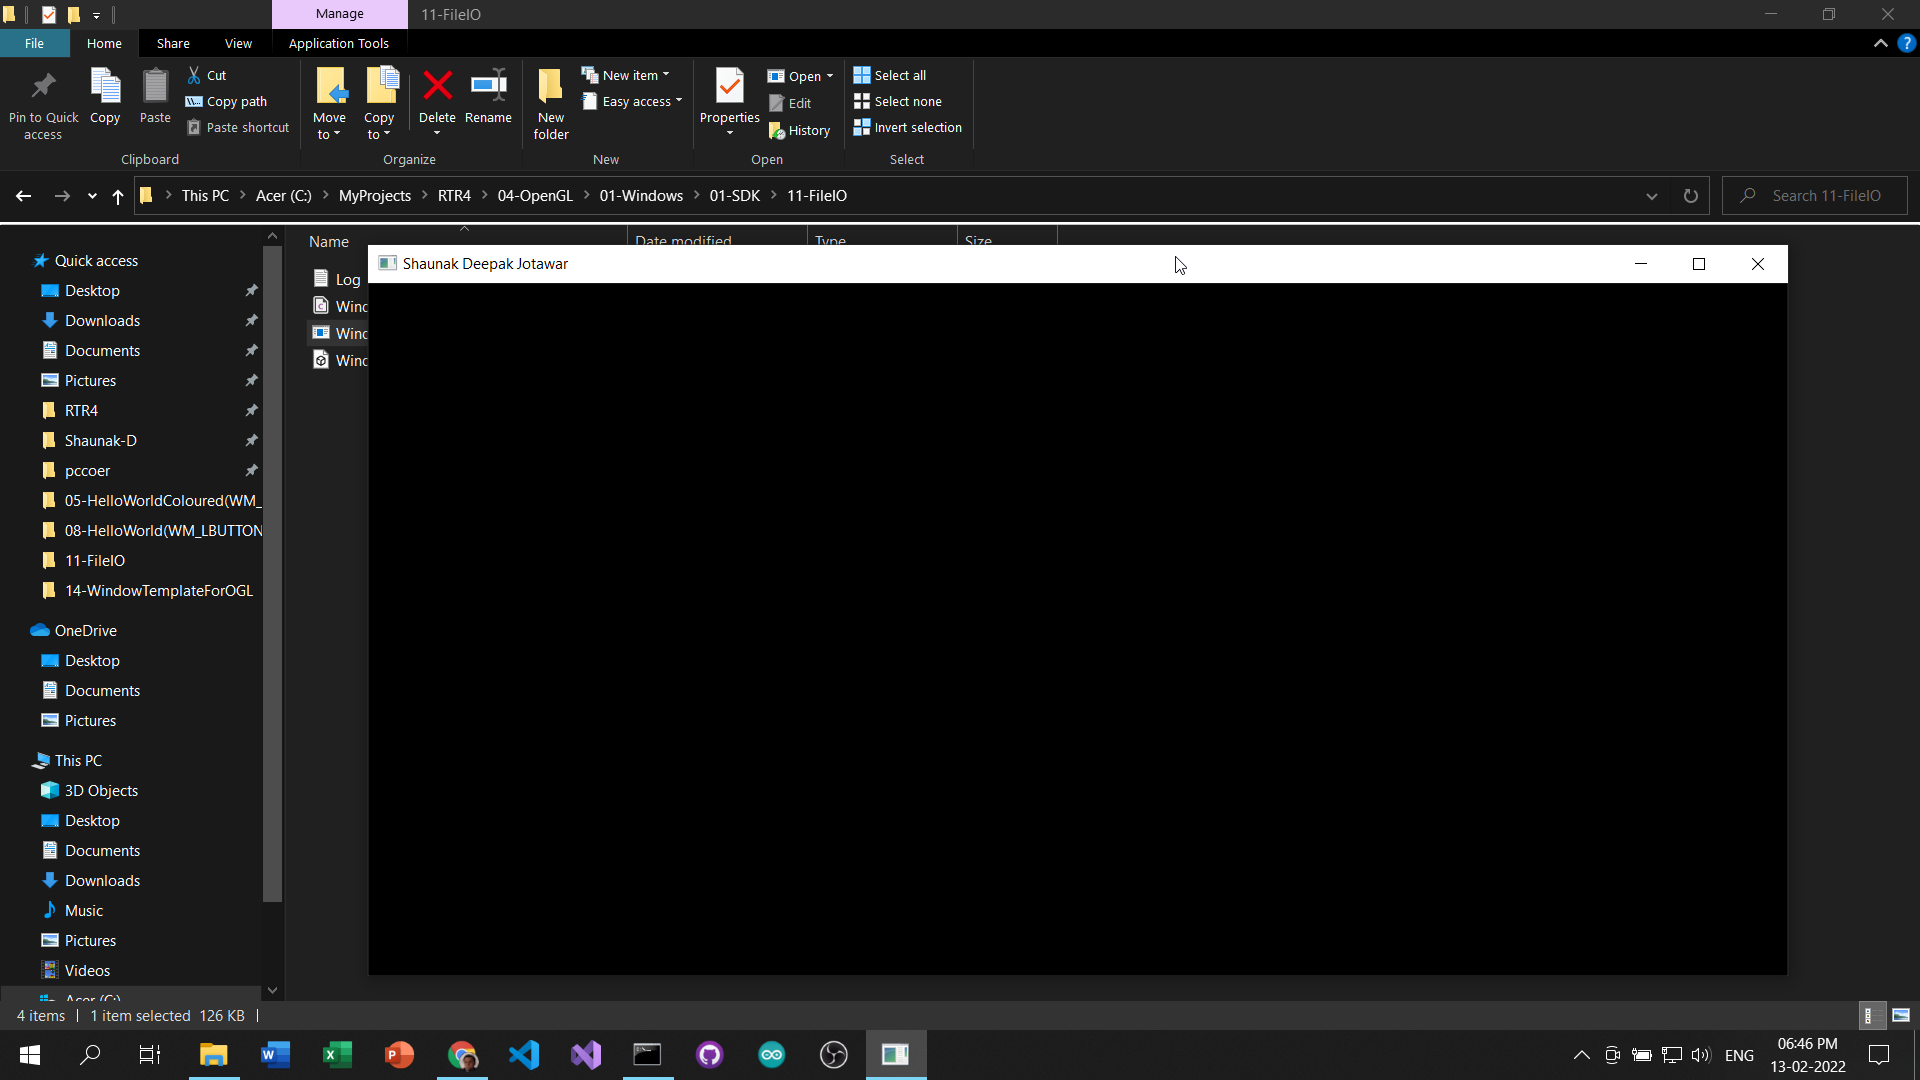 Manage
11-FileIO
File
Home
Share
View
Application Tools
Pin to Quick access
Copy
Paste
Cut
Copy path
Paste shortcut
Clipboard
Move to
Copy to
Delete
Rename
Organize
New folder
New item
Easy access
New
Properties
Open
Edit
History
Open
Select all
Select none
Invert selection
Select
This PC > Acer (C:) > MyProjects > RTR4 > 04-OpenGL > 01-Windows > 01-SDK > 11-FileIO
Search 11-FileIO
Name
Date modified
Type
Size
Log
Wind
Wind
Wind
Shaunak Deepak Jotawar
Quick access
Desktop
Downloads
Documents
Pictures
RTR4
Shaunak-D
pccoer
05-HelloWorldColoured(WM_
08-HelloWorld(WM_LBUTTON
11-FileIO
14-WindowTemplateForOGL
OneDrive
Desktop
Documents
Pictures
This PC
3D Objects
Desktop
Documents
Downloads
Music
Pictures
Videos
Acer (C:)
4 items
1 item selected 126 KB
ENG
06:46 PM
13-02-2022